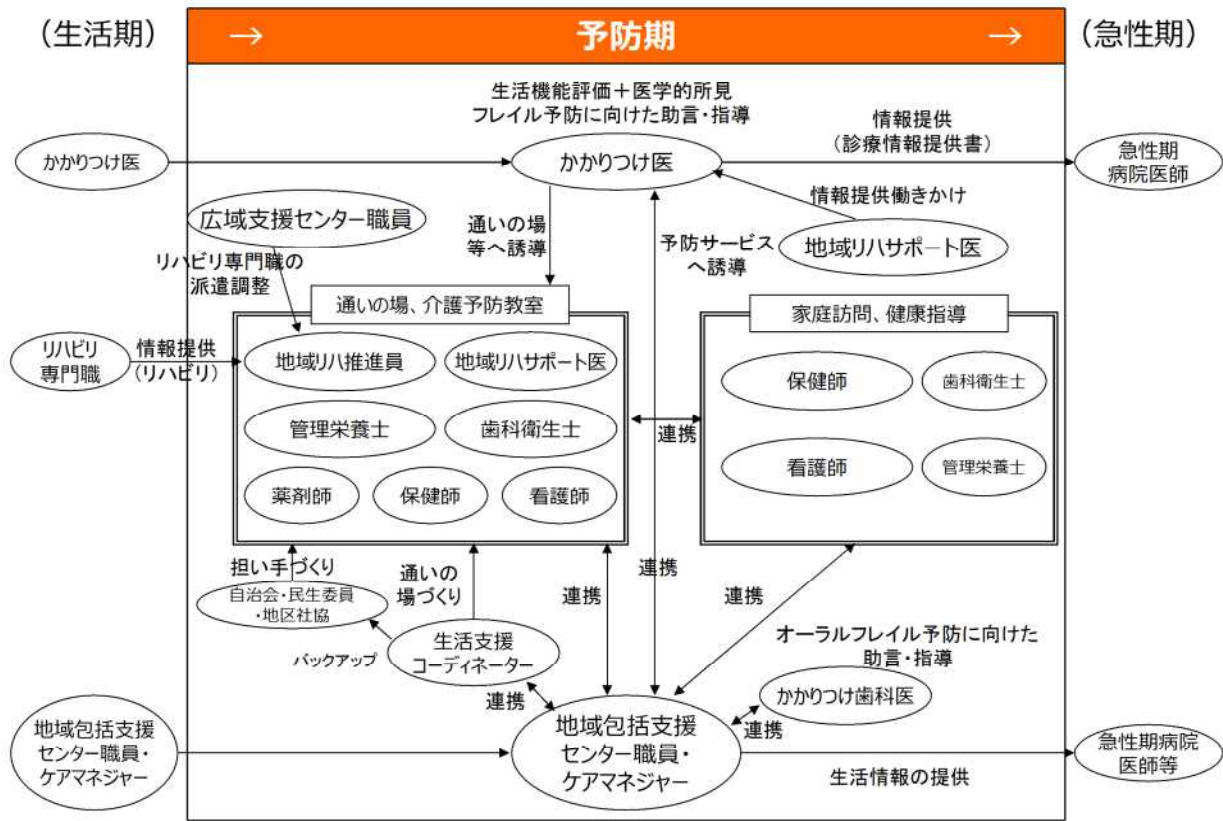 (生活期)
→ 予防期 →
(急性期)
生活機能評価+医学的所見
フレイル予防に向けた助言・指導
情報提供
(診療情報提供書)
かかりつけ医
かかりつけ医
急性期
病院医師
情報提供働きかけ
広域支援センター職員
通いの場
等へ誘導
予防サービス
へ誘導
地域リハサポート医
リハビリ専門職の
派遣調整
通いの場、介護予防教室
家庭訪問、健康指導
リハビリ
専門職
情報提供
(リハビリ)
地域リハ推進員
地域リハサポート医
管理栄養士
歯科衛生士
薬剤師
保健師
看護師
連携
保健師
歯科衛生士
看護師
管理栄養士
担い手づくり
通いの
場づくり
連携
連携
連携
自治会・民生委員
・地区社協
バックアップ
生活支援
コーディネーター
連携
オーラルフレイル予防に向けた
助言・指導
かかりつけ歯科医
連携
地域包括支援
センター職員・
ケアマネジャー
地域包括支援
センター職員・
ケアマネジャー
生活情報の提供
急性期病院
医師等